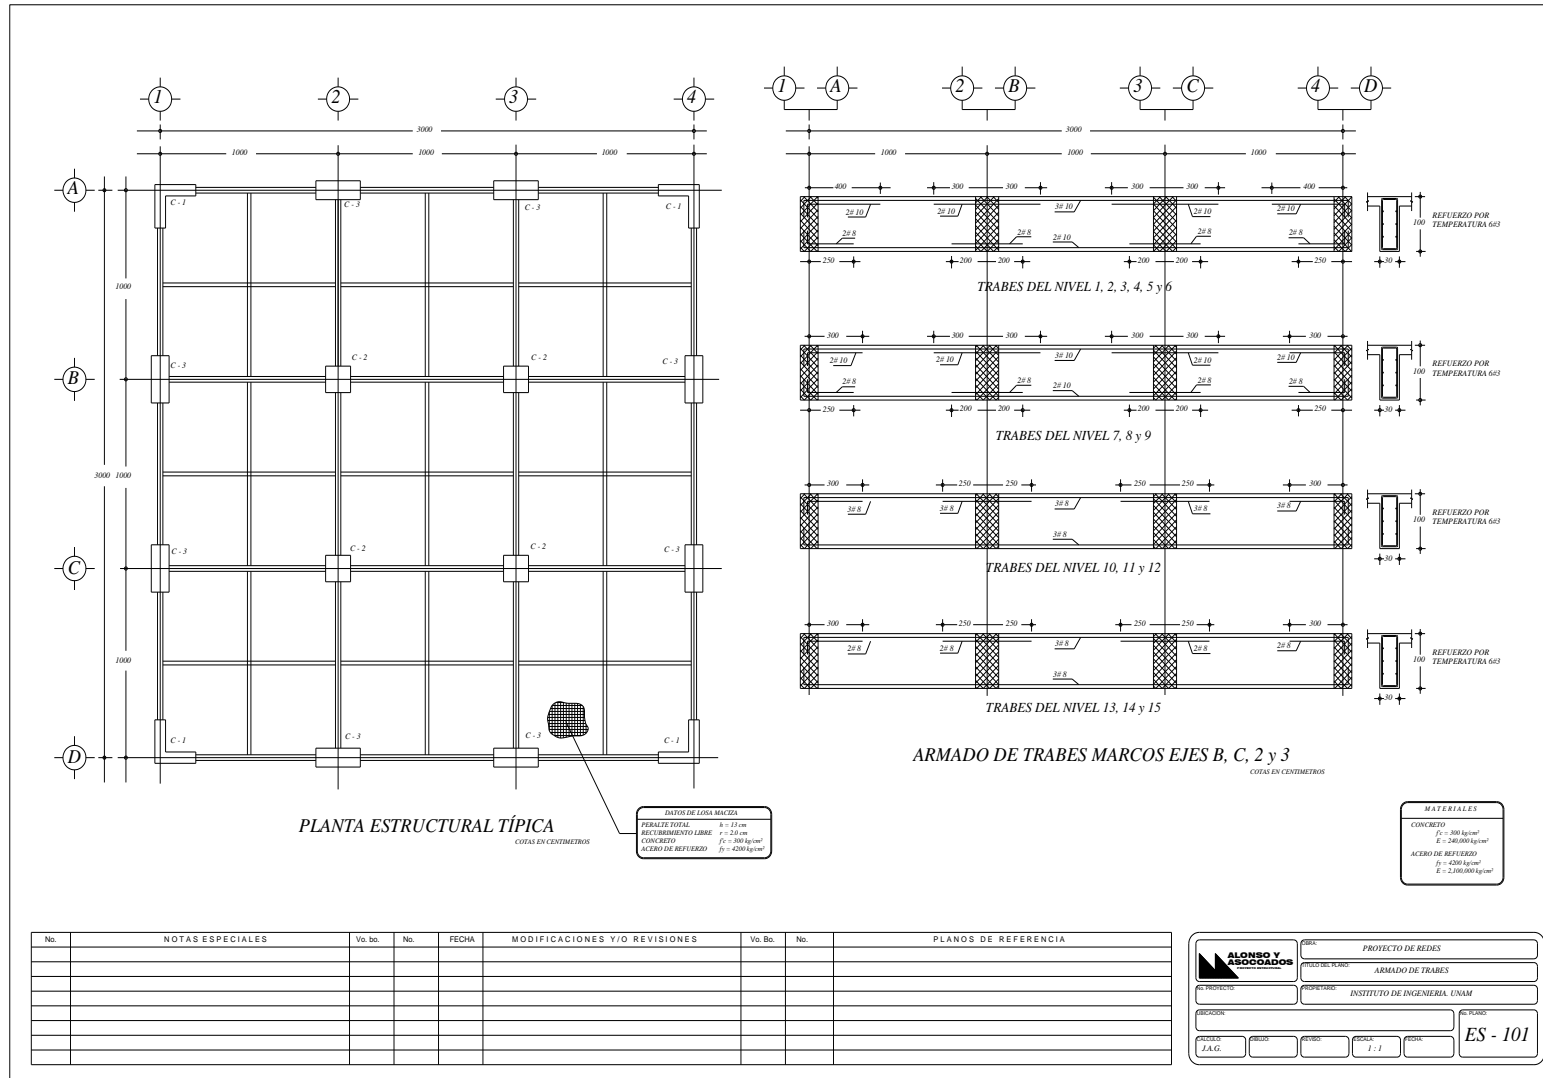 1 2 3 4
3000
1000 1000 1000
A
C - 1 C - 3 C - 3 C - 1
1000
B
C - 3 C - 2 C - 2 C - 3
3000 1000
C
C - 3 C - 2 C - 2 C - 3
1000
D
C - 1 C - 3 C - 3 C - 1
PLANTA ESTRUCTURAL TÍPICA
COTAS EN CENTIMETROS
DATOS DE LOSA MACIZA
PERALTE TOTAL h = 13 cm
RECUBRIMIENTO LIBRE r = 2.0 cm
CONCRETO f'c = 300 kg/cm²
ACERO DE REFUERZO fy = 4200 kg/cm²
1 A 2 B 3 C 4 D
3000
1000 1000 1000
400 300 300 300 300 400
2# 10 2# 10 3# 10 2# 10 2# 10
2# 8 2# 8 2# 10 2# 8 2# 8
250 200 200 200 200 250
100
30
REFUERZO POR
TEMPERATURA 6#3
TRABES DEL NIVEL 1, 2, 3, 4, 5 y 6
300 300 300 300 300 300
2# 10 2# 10 3# 10 2# 10 2# 10
2# 8 2# 8 2# 10 2# 8 2# 8
250 200 200 200 200 250
100
30
REFUERZO POR
TEMPERATURA 6#3
TRABES DEL NIVEL 7, 8 y 9
300 250 250 250 250 300
3# 8 3# 8 3# 8 3# 8 3# 8
3# 8
100
30
REFUERZO POR
TEMPERATURA 6#3
TRABES DEL NIVEL 10, 11 y 12
300 250 250 250 250 300
2# 8 2# 8 3# 8 2# 8 2# 8
3# 8
100
30
REFUERZO POR
TEMPERATURA 6#3
TRABES DEL NIVEL 13, 14 y 15
ARMADO DE TRABES MARCOS EJES B, C, 2 y 3
COTAS EN CENTIMETROS
MATERIALES
CONCRETO
f'c = 300 kg/cm²
E = 240,000 kg/cm²
ACERO DE REFUERZO
fy = 4200 kg/cm²
E = 2,100,000 kg/cm²
No. NOTAS ESPECIALES Vo. bo. No. FECHA MODIFICACIONES Y/O REVISIONES Vo. Bo. No. PLANOS DE REFERENCIA
ALONSO Y
ASOCOADOS
PROYECTO ESTRUCTURAL
OBRA: PROYECTO DE REDES
TITULO DEL PLANO: ARMADO DE TRABES
No. PROYECTO:
PROPIETARIO: INSTITUTO DE INGENIERIA. UNAM
UBICACION:
No. PLANO: ES - 101
CALCULO: J.A.G.
DIBUJO:
REVISO:
ESCALA: 1 : 1
FECHA: